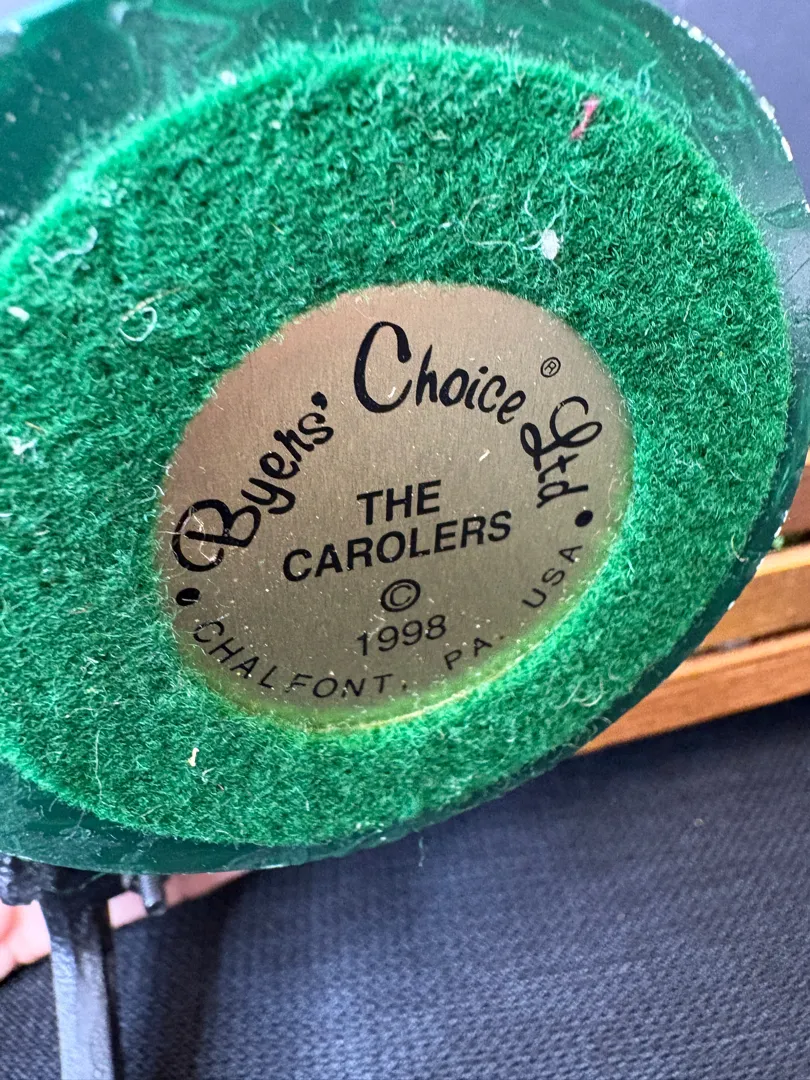 Byers' Choice Ltd®
THE
CAROLERS
©
1998
CHALFONT, PA. USA